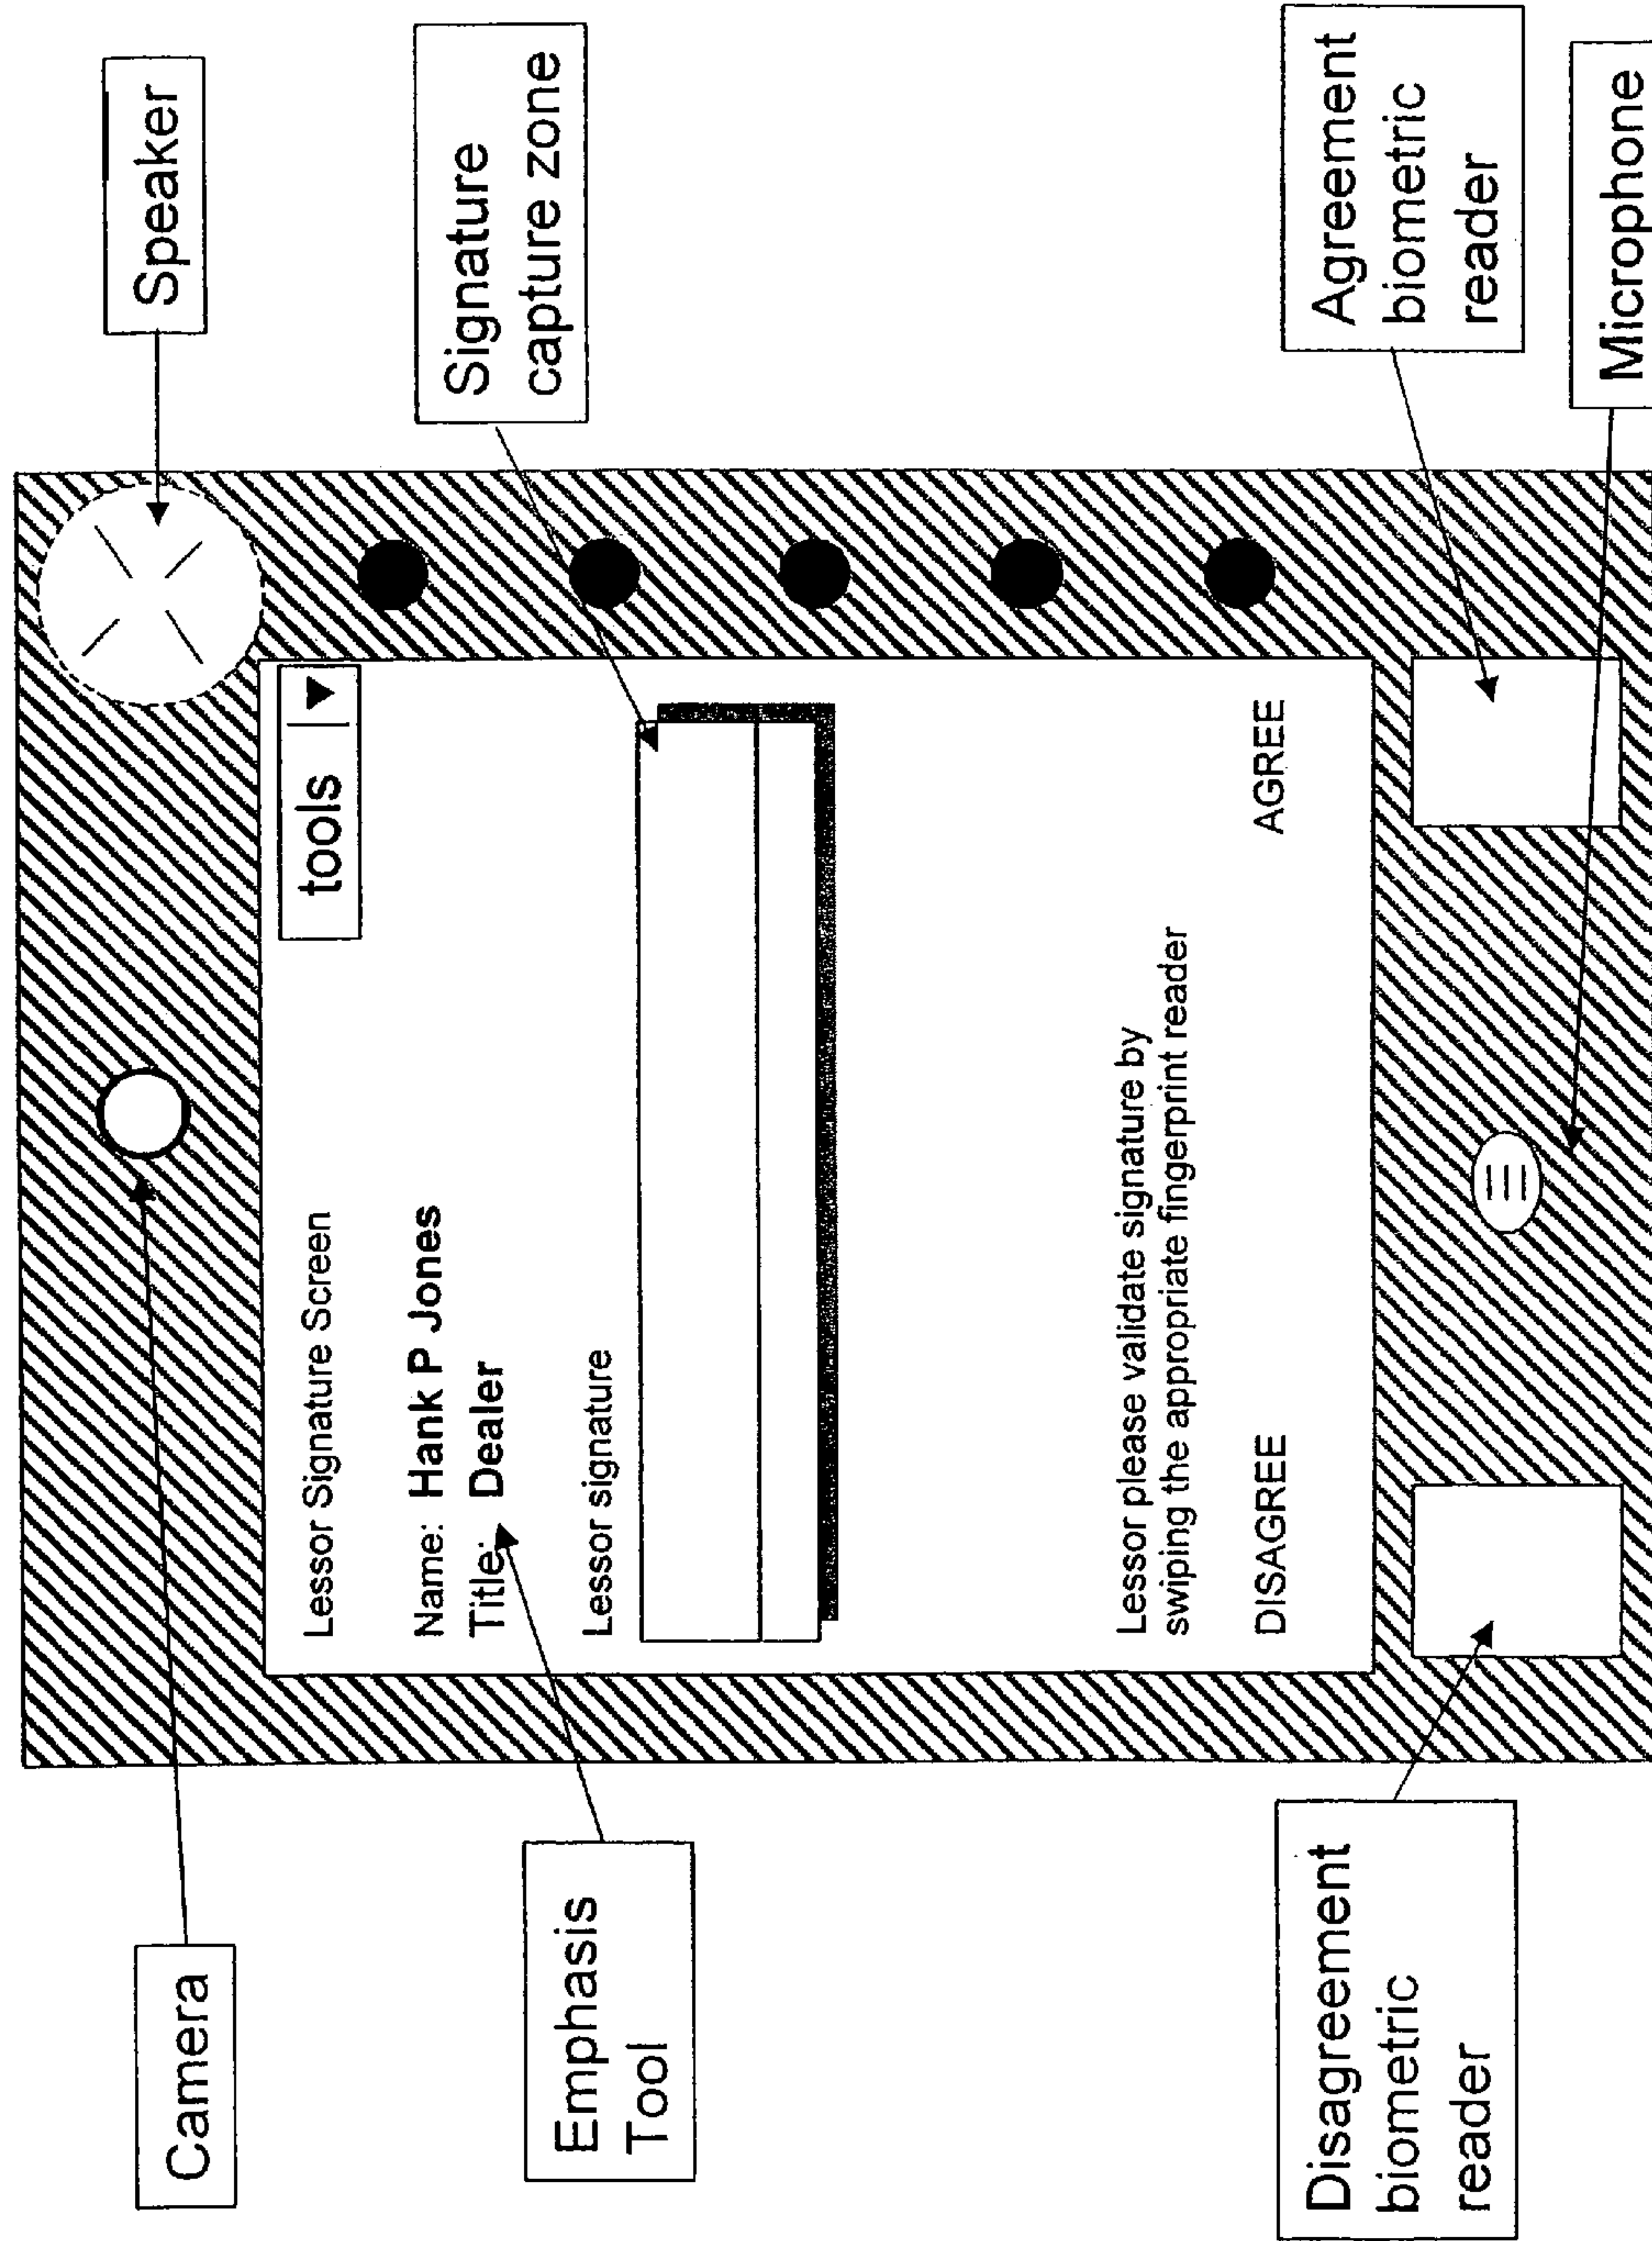 Camera
Speaker
Emphasis
Tool
Signature
capture zone
tools
Lessor Signature Screen
Name: Hank P Jones
Title: Dealer
Lessor signature
Lessor please validate signature by
swiping the appropriate fingerprint reader
DISAGREE
AGREE
Disagreement
biometric
reader
Agreement
biometric
reader
Microphone